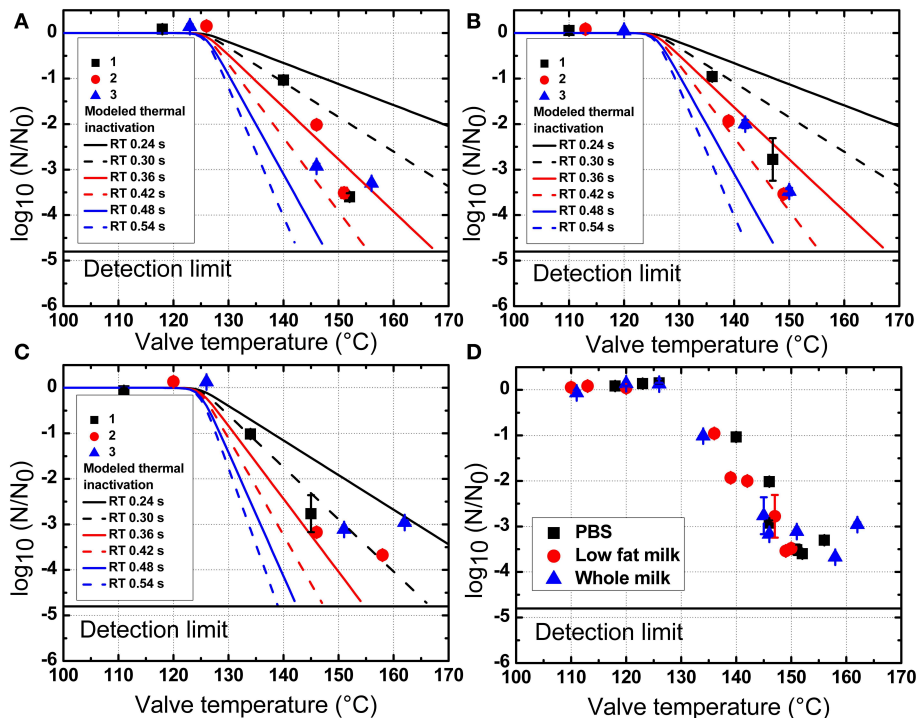 A
0
-1
-2
-3
-4
-5
-6
log10 (N/N0)
1
2
3
Modeled thermal
inactivation
RT 0.24 s
RT 0.30 s
RT 0.36 s
RT 0.42 s
RT 0.48 s
RT 0.54 s
Detection limit
100 110 120 130 140 150 160 170
Valve temperature (°C)
B
0
-1
-2
-3
-4
-5
-6
log10 (N/N0)
1
2
3
Modeled thermal
inactivation
RT 0.24 s
RT 0.30 s
RT 0.36 s
RT 0.42 s
RT 0.48 s
RT 0.54 s
Detection limit
100 110 120 130 140 150 160 170
Valve temperature (°C)
C
0
-1
-2
-3
-4
-5
-6
log10 (N/N0)
1
2
3
Modeled thermal
inactivation
RT 0.24 s
RT 0.30 s
RT 0.36 s
RT 0.42 s
RT 0.48 s
RT 0.54 s
Detection limit
100 110 120 130 140 150 160 170
Valve temperature (°C)
D
0
-1
-2
-3
-4
-5
-6
log10 (N/N0)
PBS
Low fat milk
Whole milk
Detection limit
100 110 120 130 140 150 160 170
Valve temperature (°C)